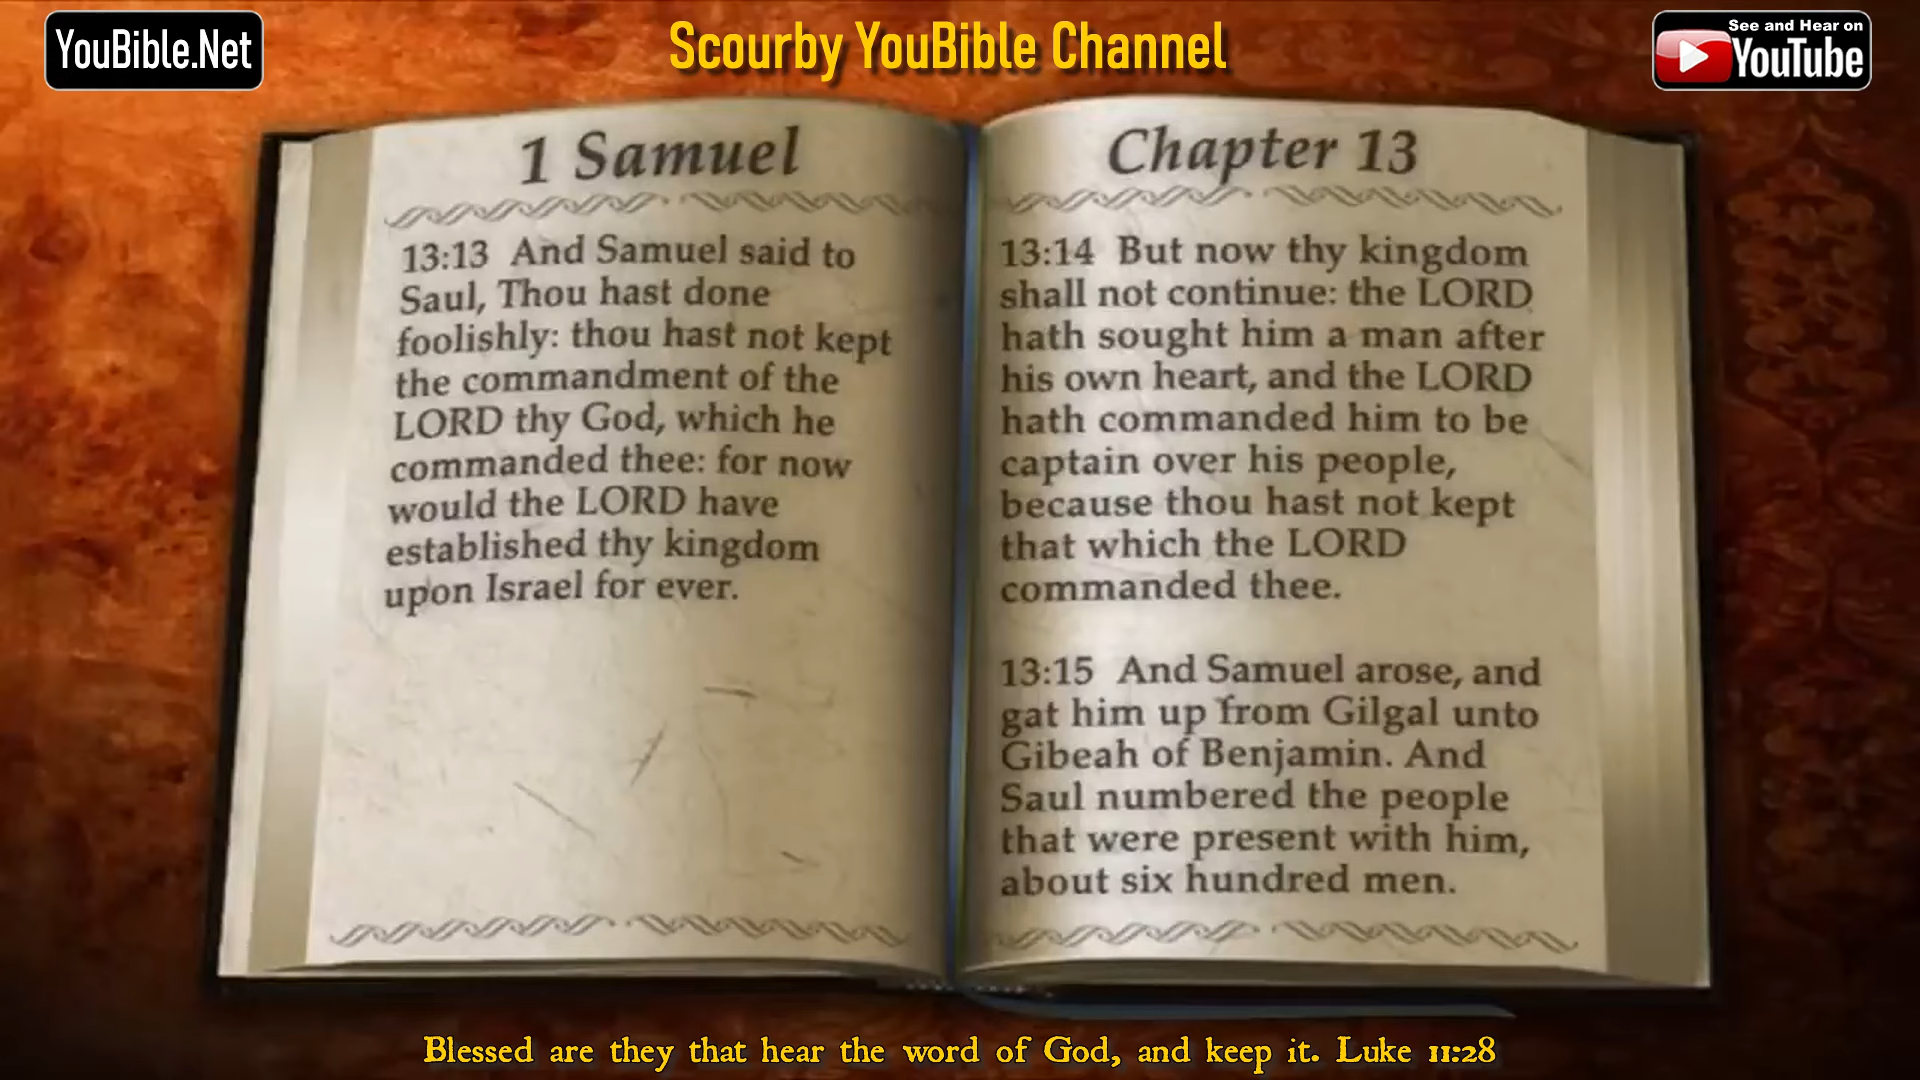 YouBible.Net
Scourby YouBible Channel
See and Hear on
YouTube
1 Samuel
13:13 And Samuel said to
Saul, Thou hast done
foolishly: thou hast not kept
the commandment of the
LORD thy God, which he
commanded thee: for now
would the LORD have
established thy kingdom
upon Israel for ever.
Chapter 13
13:14 But now thy kingdom
shall not continue: the LORD
hath sought him a man after
his own heart, and the LORD
hath commanded him to be
captain over his people,
because thou hast not kept
that which the LORD
commanded thee.
13:15 And Samuel arose, and
gat him up from Gilgal unto
Gibeah of Benjamin. And
Saul numbered the people
that were present with him,
about six hundred men.
Blessed are they that hear the word of God, and keep it. Luke 11:28